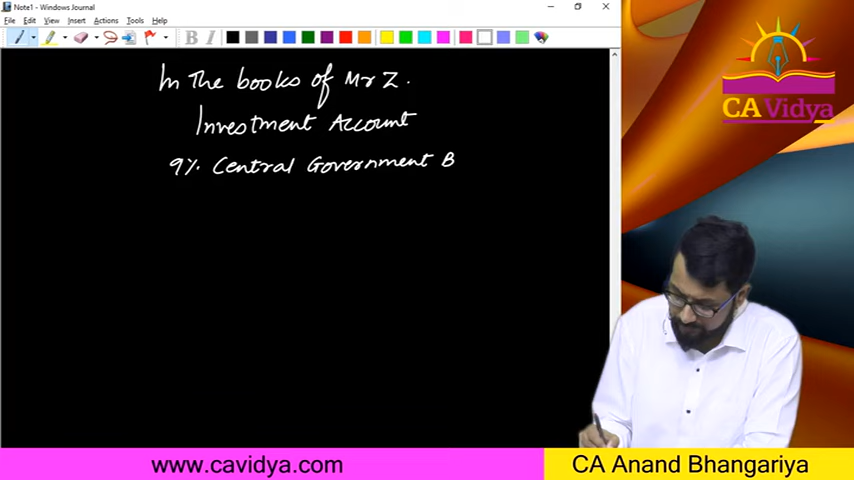 Note1 - Windows Journal
File Edit View Insert Actions Tools Help
B I
In The books of Mr Z.
Investment Account
9%. Central Government B
CA Vidya
www.cavidya.com
CA Anand Bhangariya